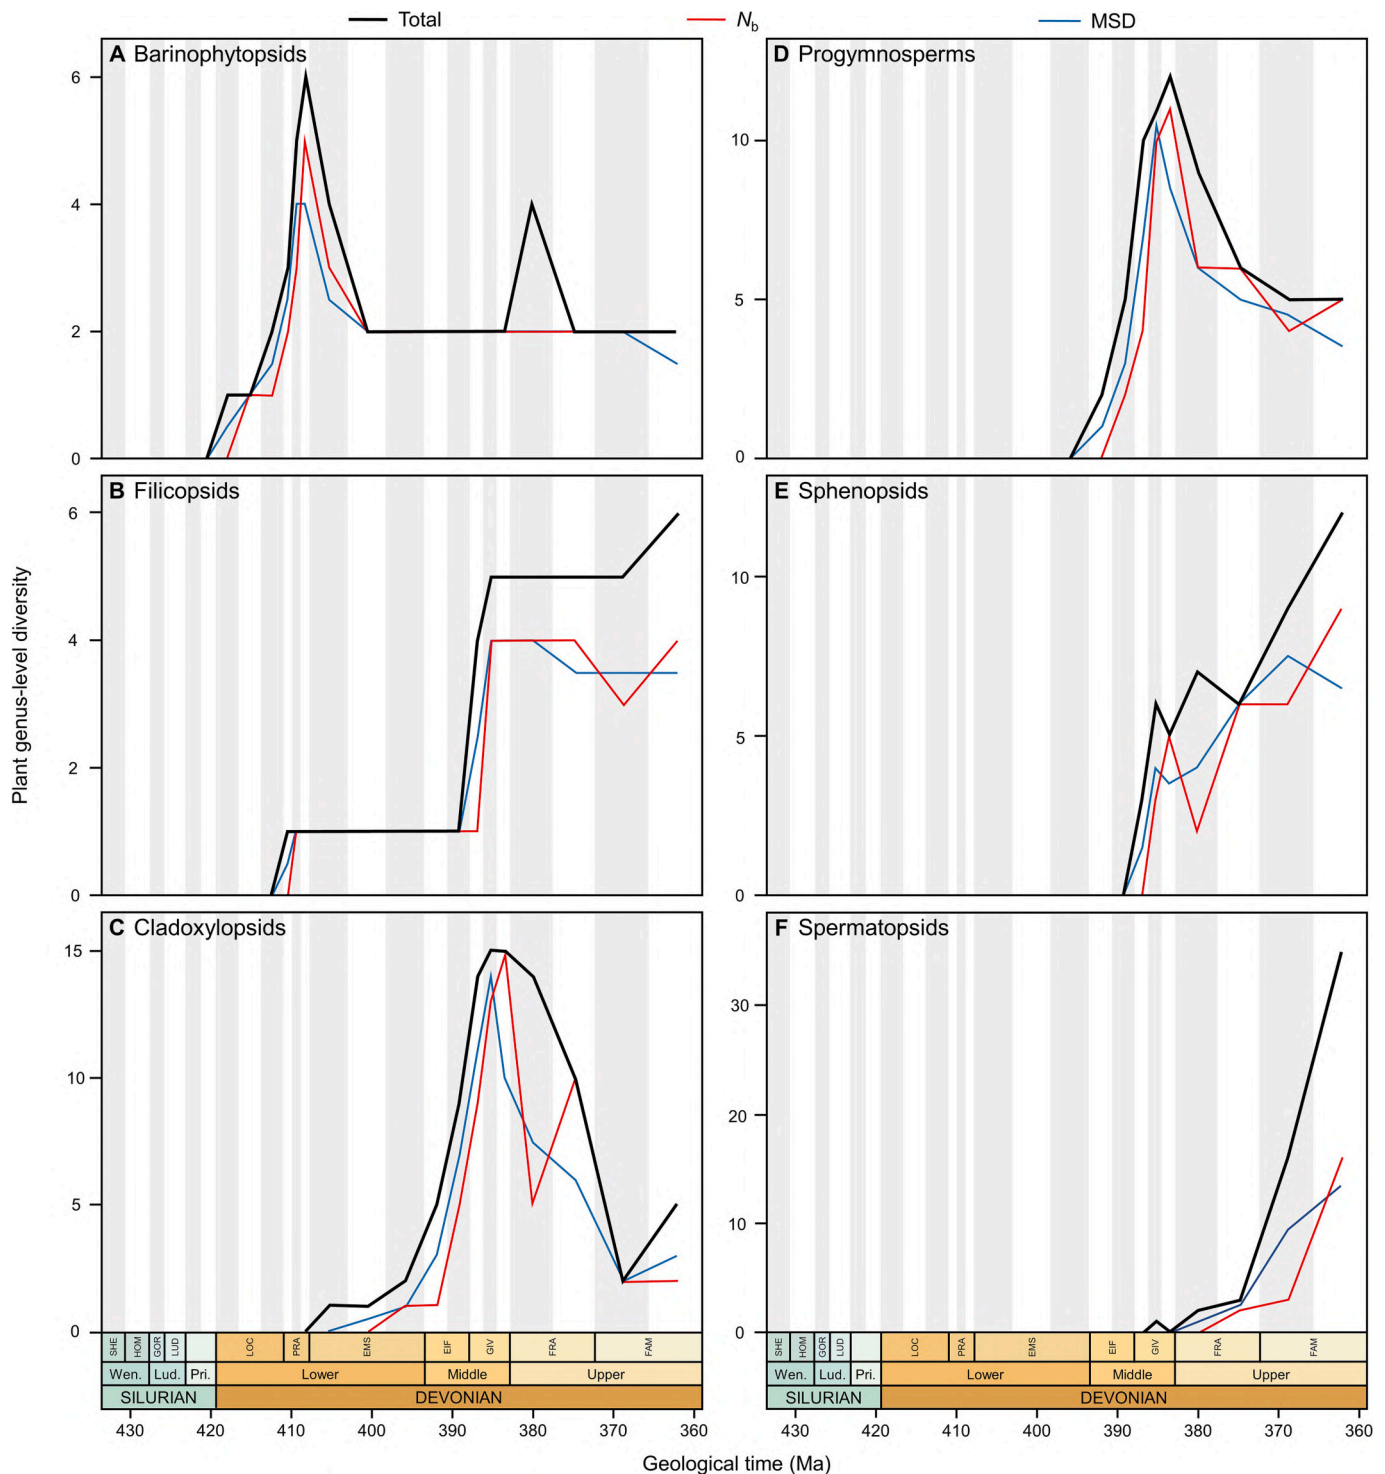 Total
Nb
MSD
A Barinophytopsids
6
4
2
0
D Progymnosperms
10
5
0
B Filicopsids
6
4
2
0
E Sphenopsids
10
5
0
C Cladoxylopsids
15
10
5
0
F Spermatopsids
30
20
10
0
Plant genus-level diversity
SHE HOM GOR LUD LOC PRA EMS EIF GIV FRA FAM
Wen. Lud. Pri. Lower Middle Upper
SILURIAN DEVONIAN
430 420 410 400 390 380 370
SHE HOM GOR LUD LOC PRA EMS EIF GIV FRA FAM
Wen. Lud. Pri. Lower Middle Upper
SILURIAN DEVONIAN
430 420 410 400 390 380 370 360
360
Geological time (Ma)